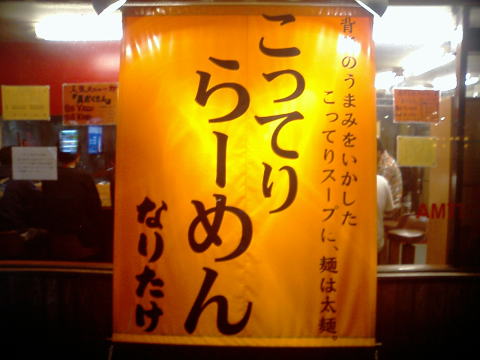 背脂のうまみをいかした
こってりスープに、麺は太麺。
こってり
らーめん
なりたけ